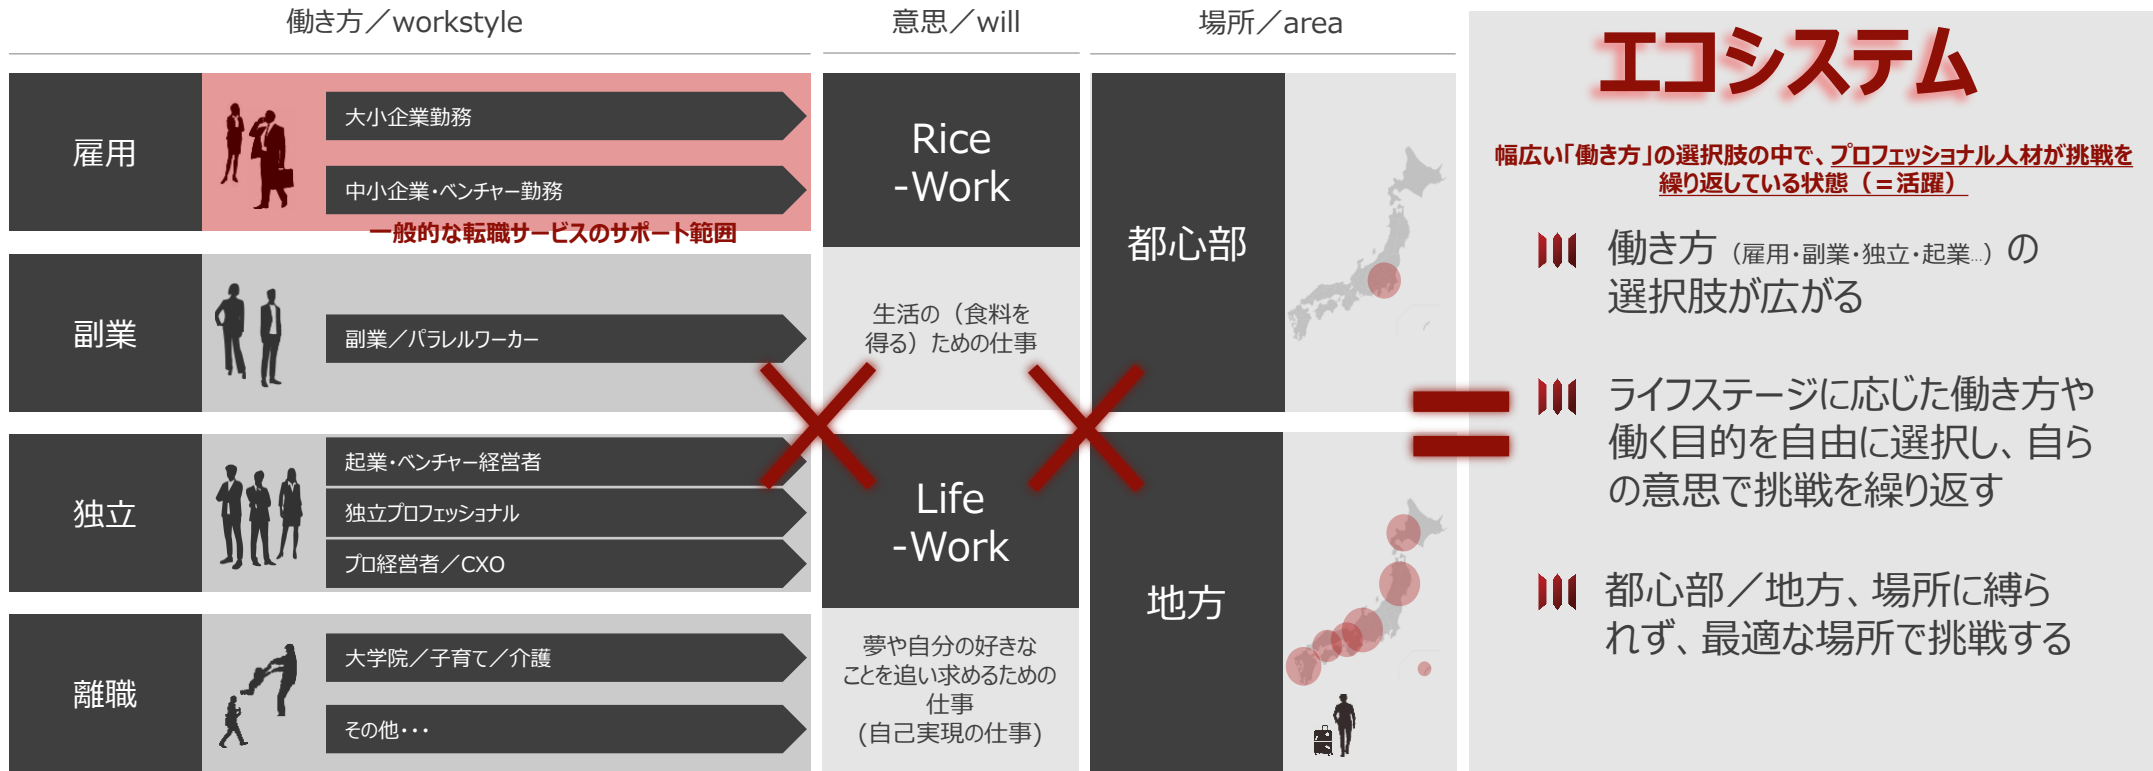 働き方／workstyle
雇用
大小企業勤務
中小企業・ベンチャー勤務
一般的な転職サービスのサポート範囲
副業
副業／パラレルワーカー
独立
起業・ベンチャー経営者
独立プロフェッショナル
プロ経営者／CXO
離職
大学院／子育て／介護
その他・・・
意思／will
Rice
-Work
生活の（食料を
得る）ための仕事
Life
-Work
夢や自分の好きな
ことを追い求めるための
仕事
(自己実現の仕事)
場所／area
都心部
地方
エコシステム
幅広い「働き方」の選択肢の中で、プロフェッショナル人材が挑戦を
繰り返している状態（＝活躍）
働き方（雇用・副業・独立・起業…）の
選択肢が広がる
ライフステージに応じた働き方や
働く目的を自由に選択し、自ら
の意思で挑戦を繰り返す
都心部／地方、場所に縛ら
れず、最適な場所で挑戦する